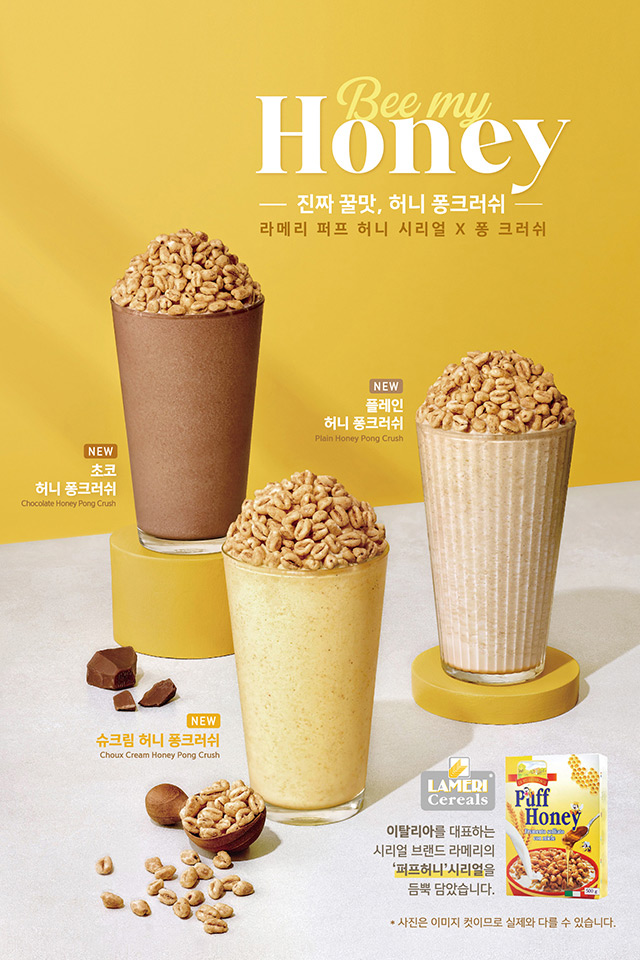 Bee my
Honey
진짜 꿀맛, 허니 퐁크러쉬
라메리 퍼프 허니 시리얼 X 퐁 크러쉬
NEW
플레인
허니 퐁크러쉬
Plain Honey Pong Crush
NEW
초코
허니 퐁크러쉬
Chocolate Honey Pong Crush
NEW
슈크림 허니 퐁크러쉬
Choux Cream Honey Pong Crush
LAMERI
Cereals
이탈리아를 대표하는
시리얼 브랜드 라메리의
‘퍼프허니’시리얼을
듬뿍 담았습니다.
Puff
Honey
con miele
500 g
* 사진은 이미지 컷이므로 실제와 다를 수 있습니다.